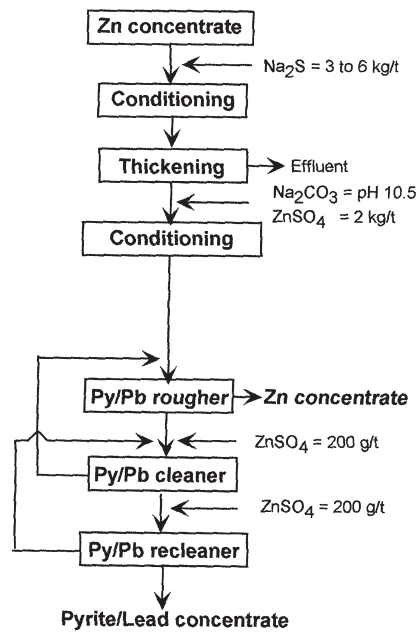 Zn concentrate
Na2S = 3 to 6 kg/t
Conditioning
Thickening
Effluent
Na2CO3 = pH 10.5
ZnSO4 = 2 kg/t
Conditioning
Py/Pb rougher
Zn concentrate
ZnSO4 = 200 g/t
Py/Pb cleaner
ZnSO4 = 200 g/t
Py/Pb recleaner
Pyrite/Lead concentrate